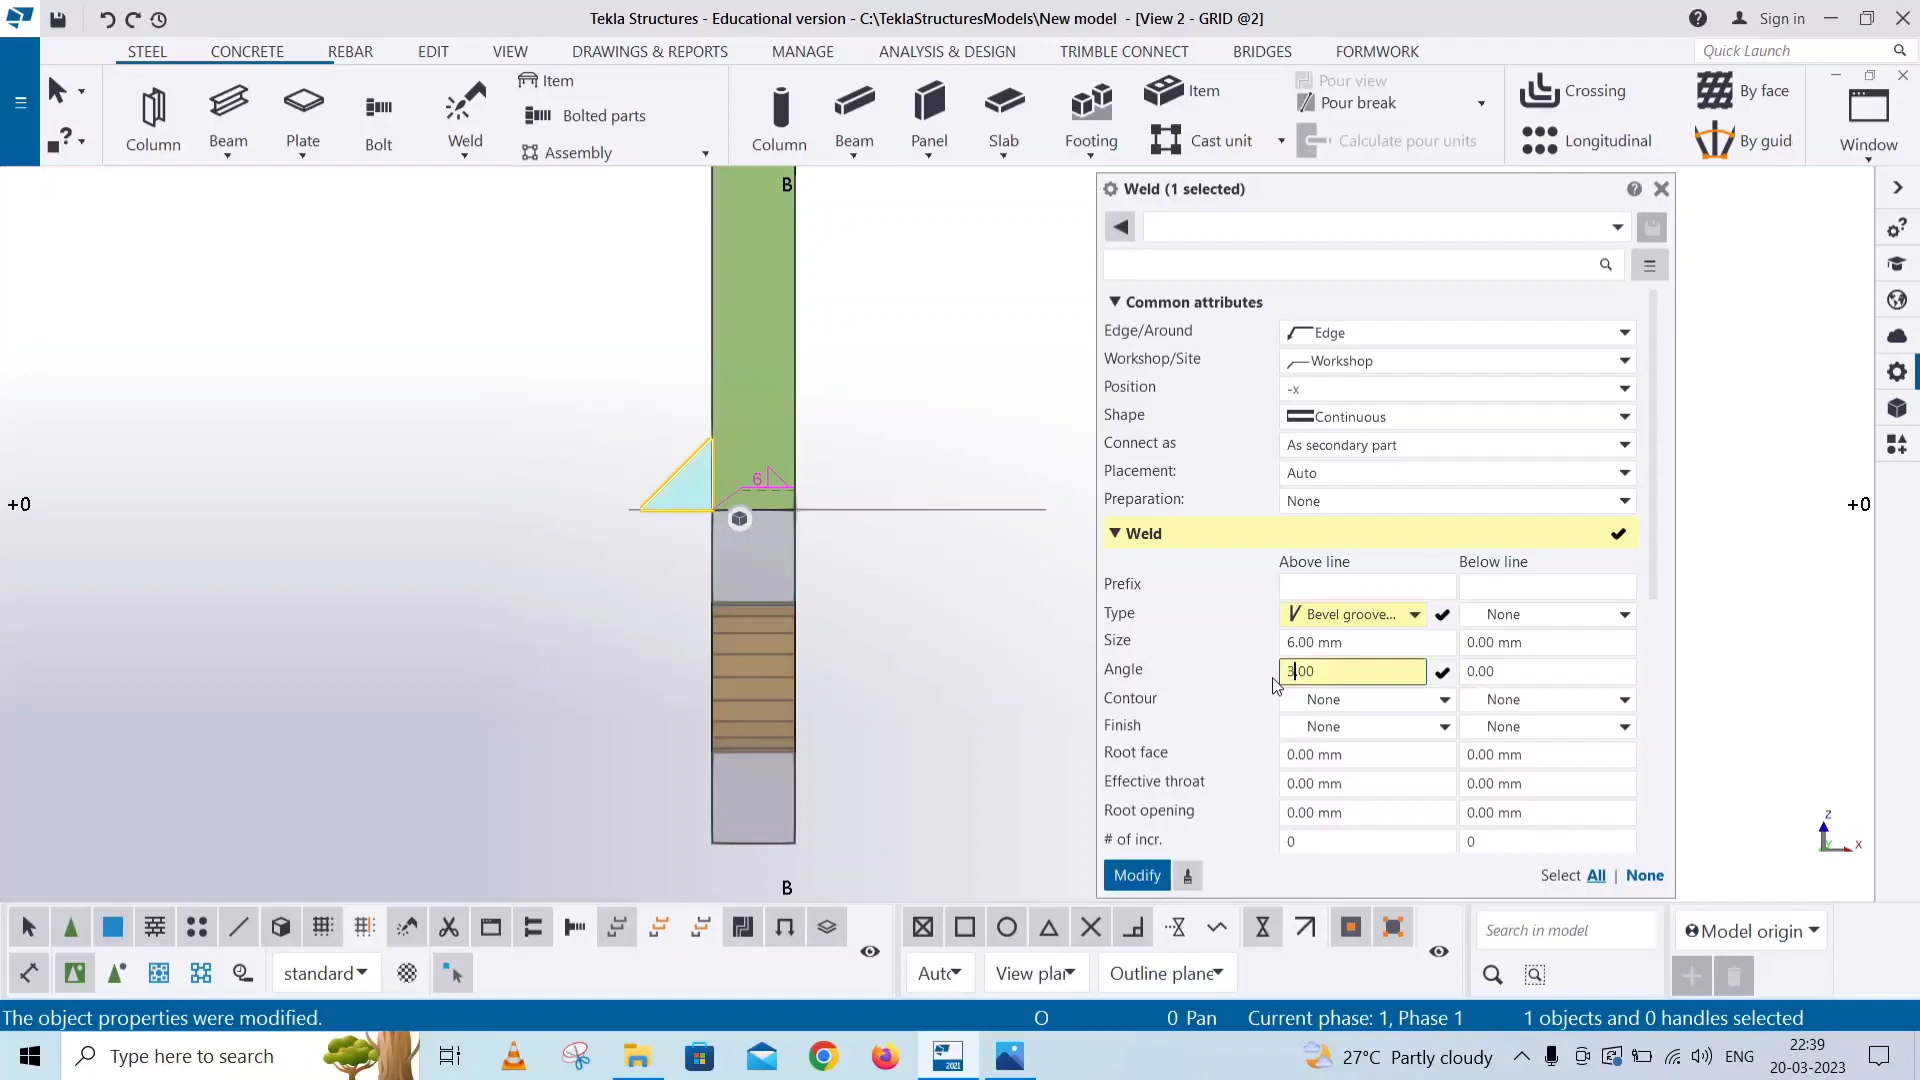 Tekla Structures - Educational version - C:\TeklaStructuresModels\New model - [View 2 - GRID @2]
Sign in
STEEL CONCRETE REBAR EDIT VIEW DRAWINGS & REPORTS MANAGE ANALYSIS & DESIGN TRIMBLE CONNECT BRIDGES FORMWORK
Quick Launch
Column Beam Plate Bolt Weld
Item
Bolted parts
Assembly
Column Beam Panel Slab Footing
Item
Cast unit
Pour view
Pour break
Calculate pour units
Crossing
Longitudinal
By face
By guid
Window
B
Weld (1 selected)
Common attributes
Edge/Around Edge
Workshop/Site Workshop
Position -x
Shape Continuous
Connect as As secondary part
Placement: Auto
Preparation: None
Weld
Above line Below line
Prefix
Type Bevel groove... None
Size 6.00 mm 0.00 mm
Angle 3.00 0.00
Contour None None
Finish None None
Root face 0.00 mm 0.00 mm
Effective throat 0.00 mm 0.00 mm
Root opening 0.00 mm 0.00 mm
# of incr. 0 0
Modify Select All | None
6
+0 +0
B
Z
Y X
Search in model
Model origin
standard
Auto
View plan
Outline plane
The object properties were modified. O 0 Pan Current phase: 1, Phase 1 1 objects and 0 handles selected
Type here to search
2021
27°C Partly cloudy
ENG
22:39
20-03-2023